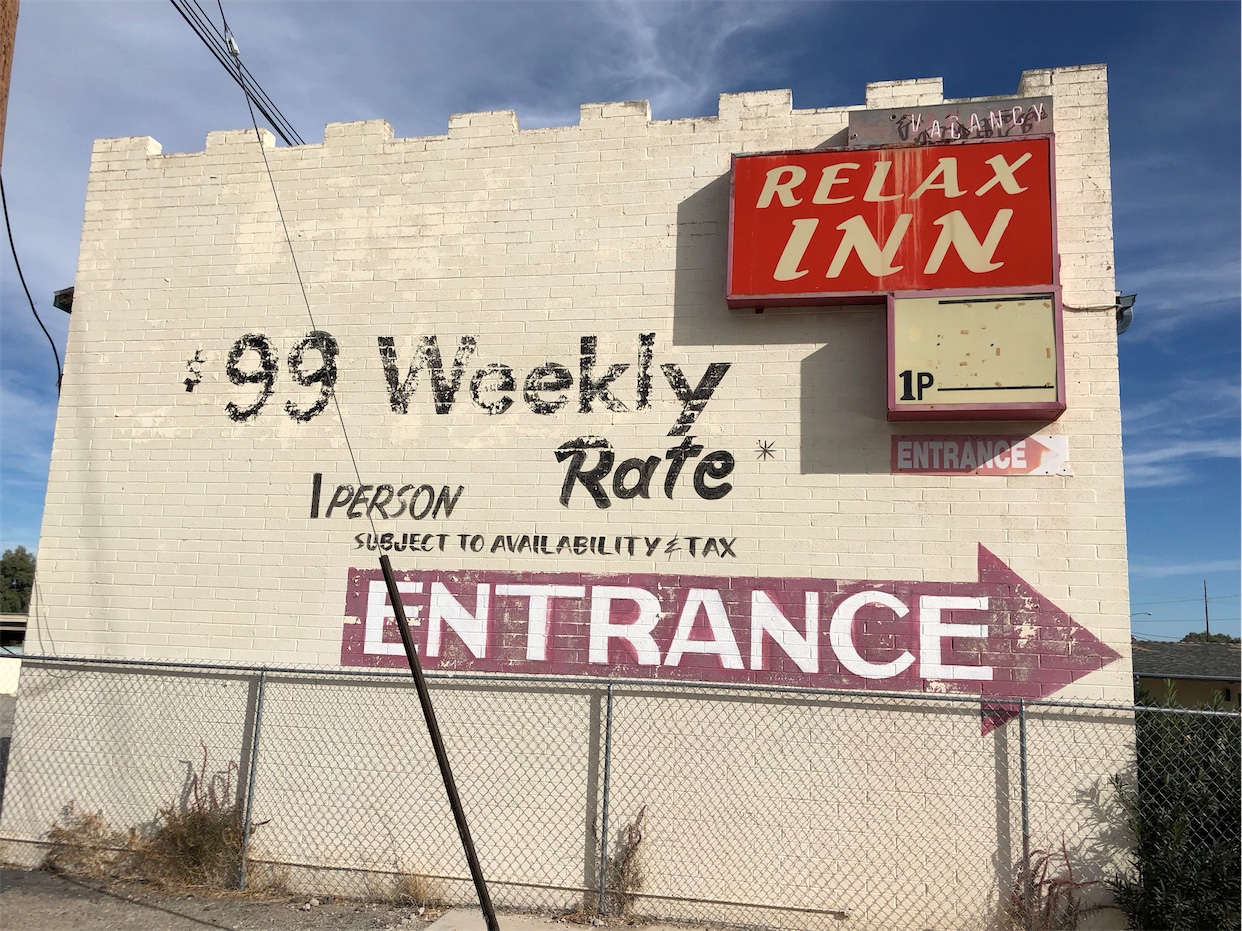 VACANCY
RELAX
INN
1P
ENTRANCE
$99 Weekly
Rate *
1 PERSON
SUBJECT TO AVAILABILITY & TAX
ENTRANCE